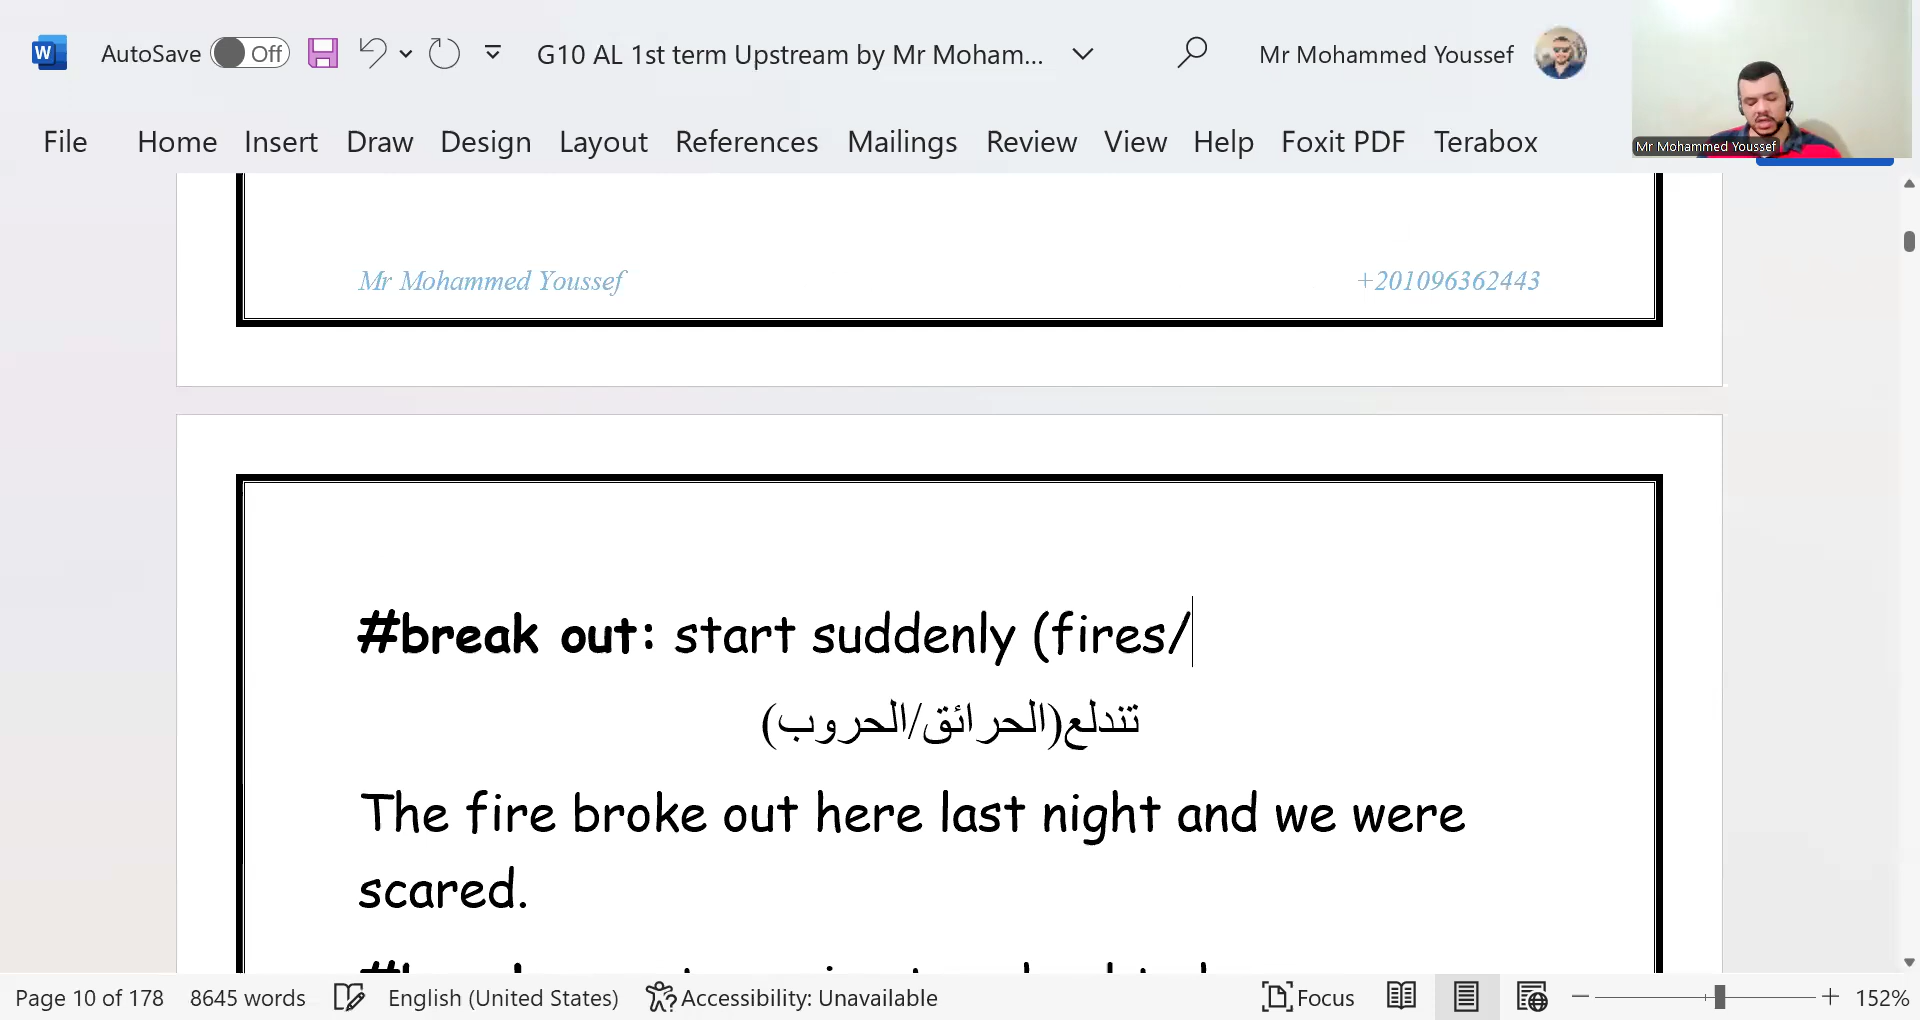 AutoSave Off G10 AL 1st term Upstream by Mr Moham... Mr Mohammed Youssef
File Home Insert Draw Design Layout References Mailings Review View Help Foxit PDF Terabox
Mr Mohammed Youssef
Mr Mohammed Youssef +201096362443
#break out: start suddenly (fires/
تندلع(الحرائق/الحروب)
The fire broke out here last night and we were
scared.
Page 10 of 178 8645 words English (United States) Accessibility: Unavailable Focus 152%